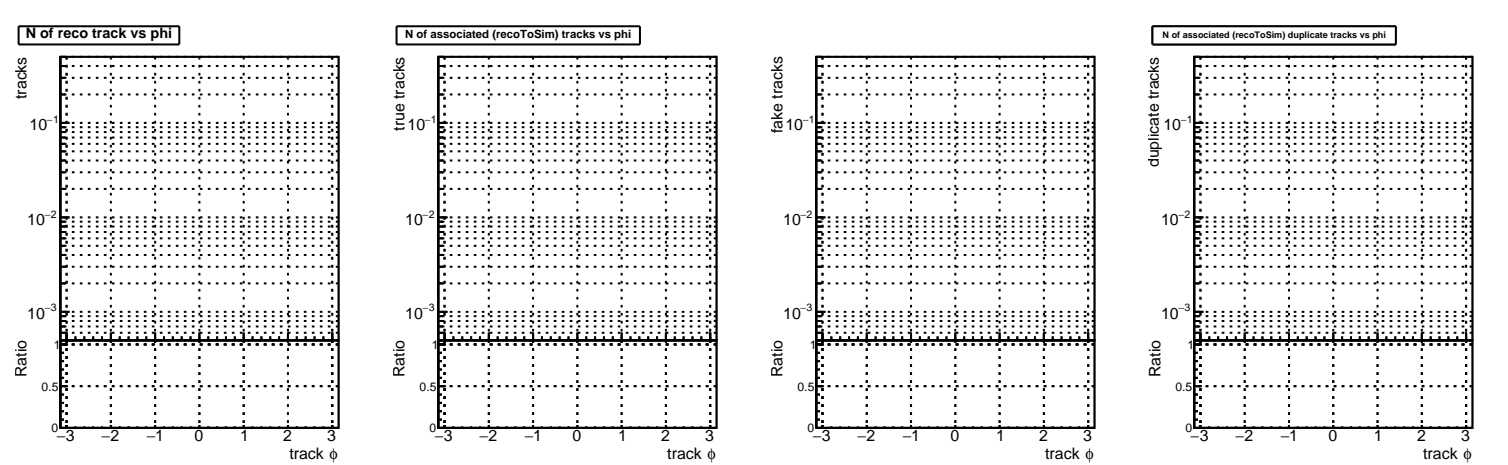 N of reco track vs phi
tracks
10⁻¹
10⁻²
10⁻³
Ratio
1
0.5
0
−3 −2 −1 0 1 2 3
track ϕ
N of associated (recoToSim) tracks vs phi
true tracks
10⁻¹
10⁻²
10⁻³
Ratio
1
0.5
0
−3 −2 −1 0 1 2 3
track ϕ
fake tracks
10⁻¹
10⁻²
10⁻³
Ratio
1
0.5
0
−3 −2 −1 0 1 2 3
track ϕ
N of associated (recoToSim) duplicate tracks vs phi
duplicate tracks
10⁻¹
10⁻²
10⁻³
Ratio
1
0.5
0
−3 −2 −1 0 1 2 3
track ϕ